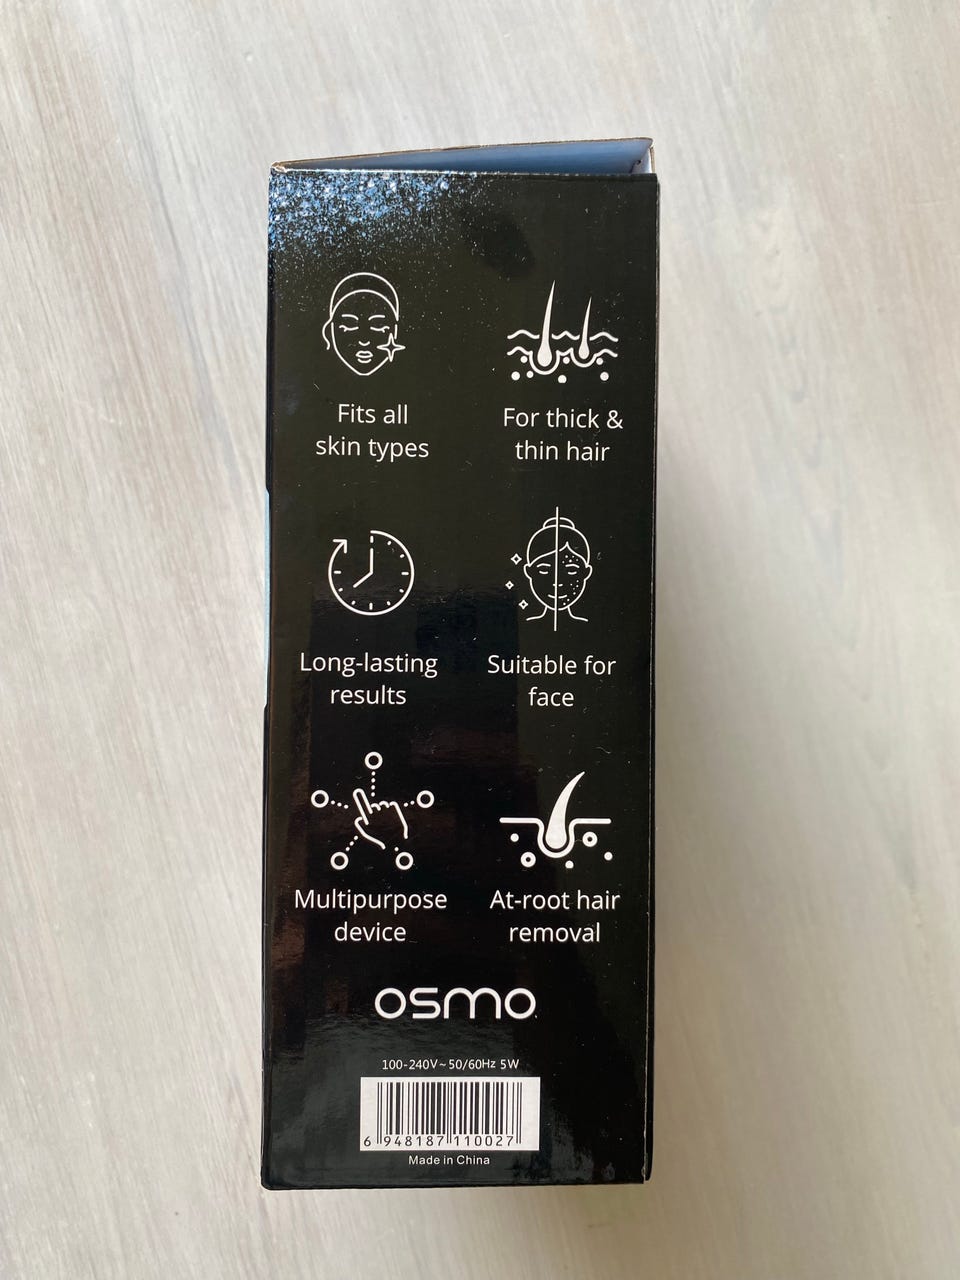 Fits all
skin types
For thick &
thin hair
Long-lasting
results
Suitable for
face
Multipurpose
device
At-root hair
removal
osmo
100-240V~50/60Hz 5W
6 948187 110027
Made in China